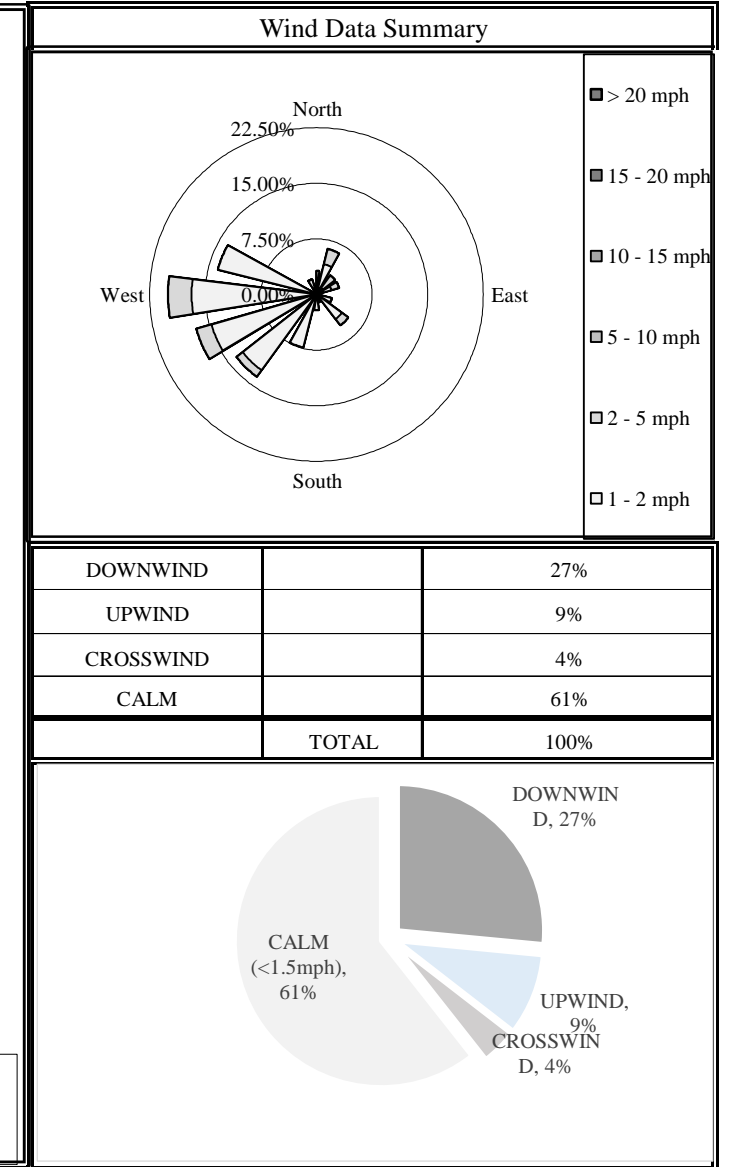 Wind Data Summary
North
22.50%
15.00%
7.50%
0.00%
West
East
South
> 20 mph
15 - 20 mph
10 - 15 mph
5 - 10 mph
2 - 5 mph
1 - 2 mph
DOWNWIND 27%
UPWIND 9%
CROSSWIND 4%
CALM 61%
TOTAL 100%
DOWNWIN
D, 27%
UPWIND,
9%
CROSSWIN
D, 4%
CALM
(<1.5mph),
61%